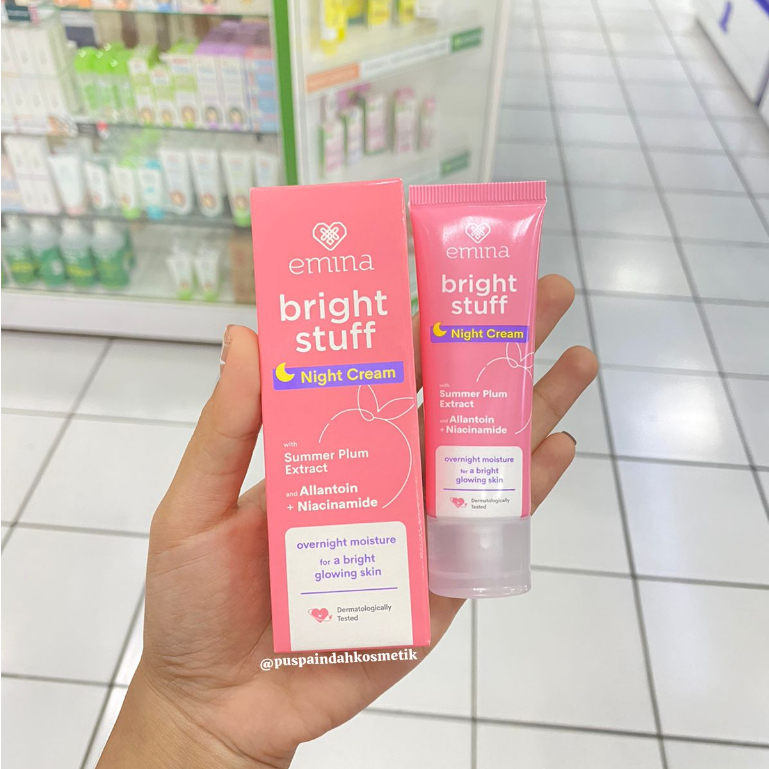 emina
bright
stuff
Night Cream
with
Summer Plum
Extract
and Allantoin
+ Niacinamide
overnight moisture
for a bright
glowing skin
Dermatologically
Tested
emina
bright
stuff
Night Cream
with
Summer Plum
Extract
and Allantoin
+ Niacinamide
overnight moisture
for a bright
glowing skin
Dermatologically
Tested
@puspaindahkosmetik